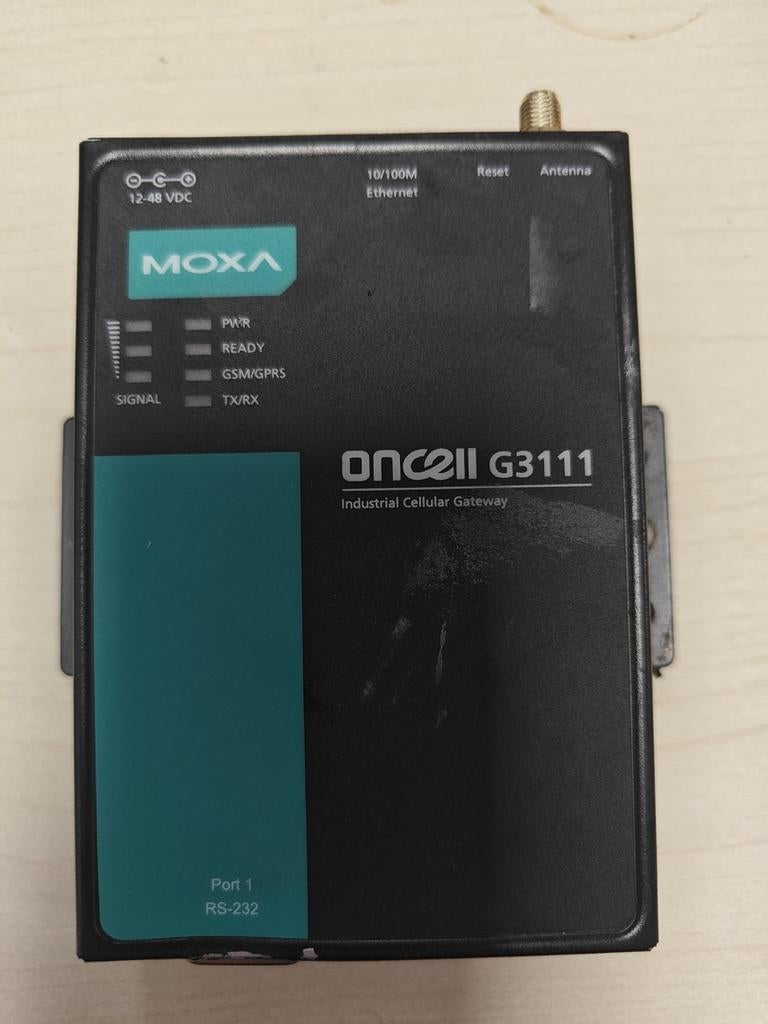 10/100M
Ethernet
Reset
Antenna
12-48 VDC
MOXA
PWR
READY
GSM/GPRS
SIGNAL
TX/RX
OnCell G3111
Industrial Cellular Gateway
Port 1
RS-232